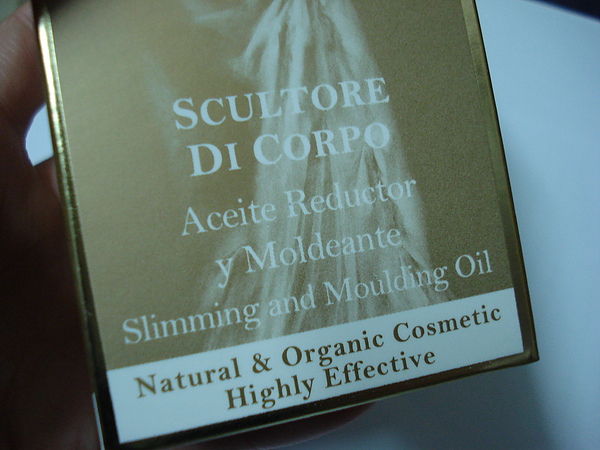 SCULTORE
DI CORPO
Aceite Reductor
y Moldeante
Slimming and Moulding Oil
Natural & Organic Cosmetic
Highly Effective